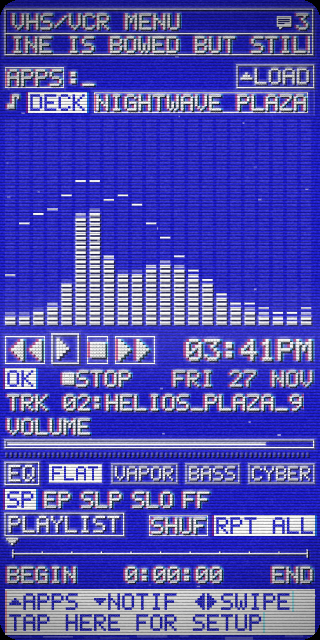 VHS/VCR MENU 3
INE IS BOWED BUT STIL
APPS:_ LOAD
DECK NIGHTWAVE PLAZA
03:41PM
OK STOP FRI 27 NOV
TRK 02:HELIOS_PLAZA_9
VOLUME
EQ FLAT VAPOR BASS CYBER
SP EP SLP SLO FF
PLAYLIST SHUF RPT ALL
BEGIN 0:00:00 END
APPS NOTIF SWIPE
TAP HERE FOR SETUP